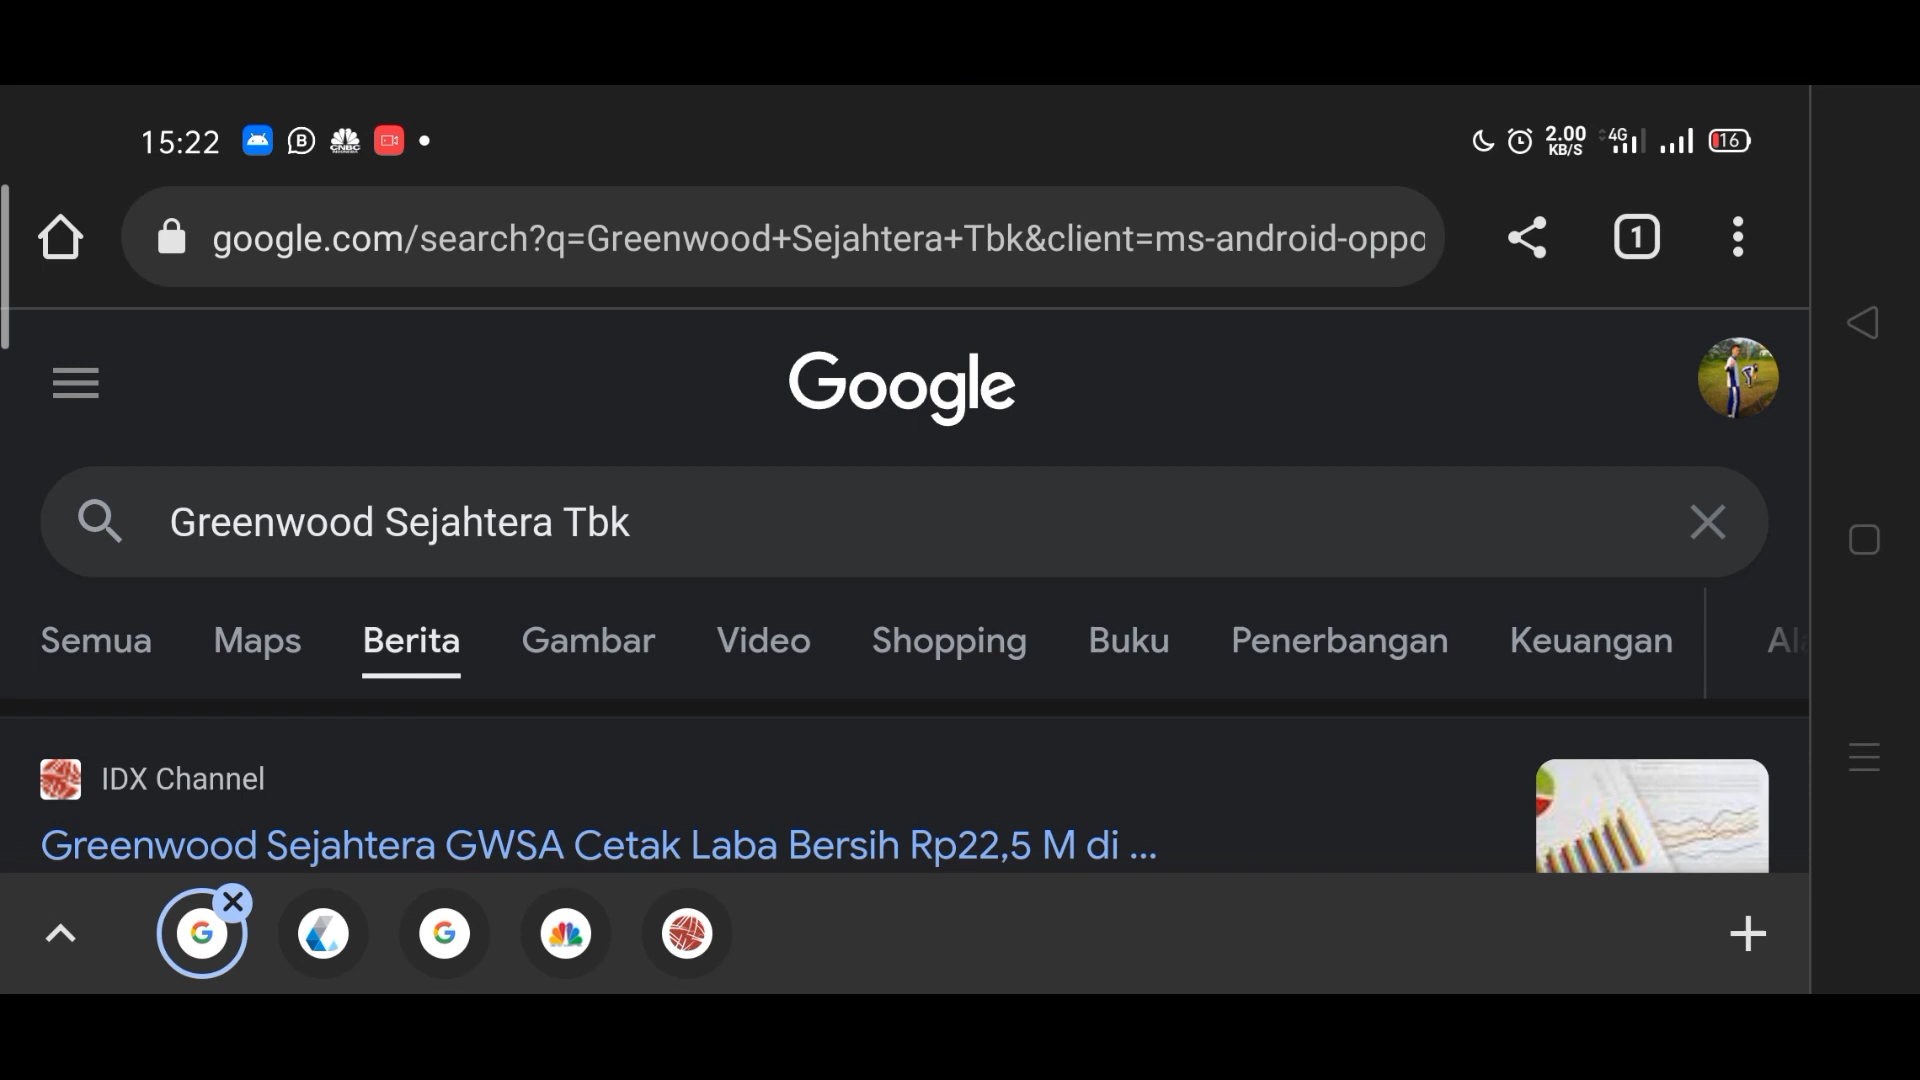 15:22
B
CNBC
2.00 KB/S
4G
16
google.com/search?q=Greenwood+Sejahtera+Tbk&client=ms-android-oppo
1
Google
Greenwood Sejahtera Tbk
Semua Maps Berita Gambar Video Shopping Buku Penerbangan Keuangan
IDX Channel
Greenwood Sejahtera GWSA Cetak Laba Bersih Rp22,5 M di ...